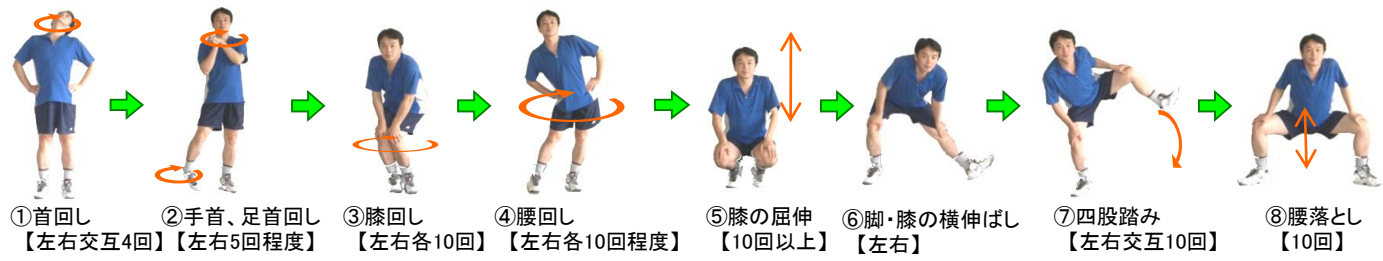 ①首回し
【左右交互4回】
②手首、足首回し
【左右5回程度】
③膝回し
【左右各10回】
④腰回し
【左右各10回程度】
⑤膝の屈伸
【10回以上】
⑥脚・膝の横伸ばし
【左右】
⑦四股踏み
【左右交互10回】
⑧腰落とし
【10回】